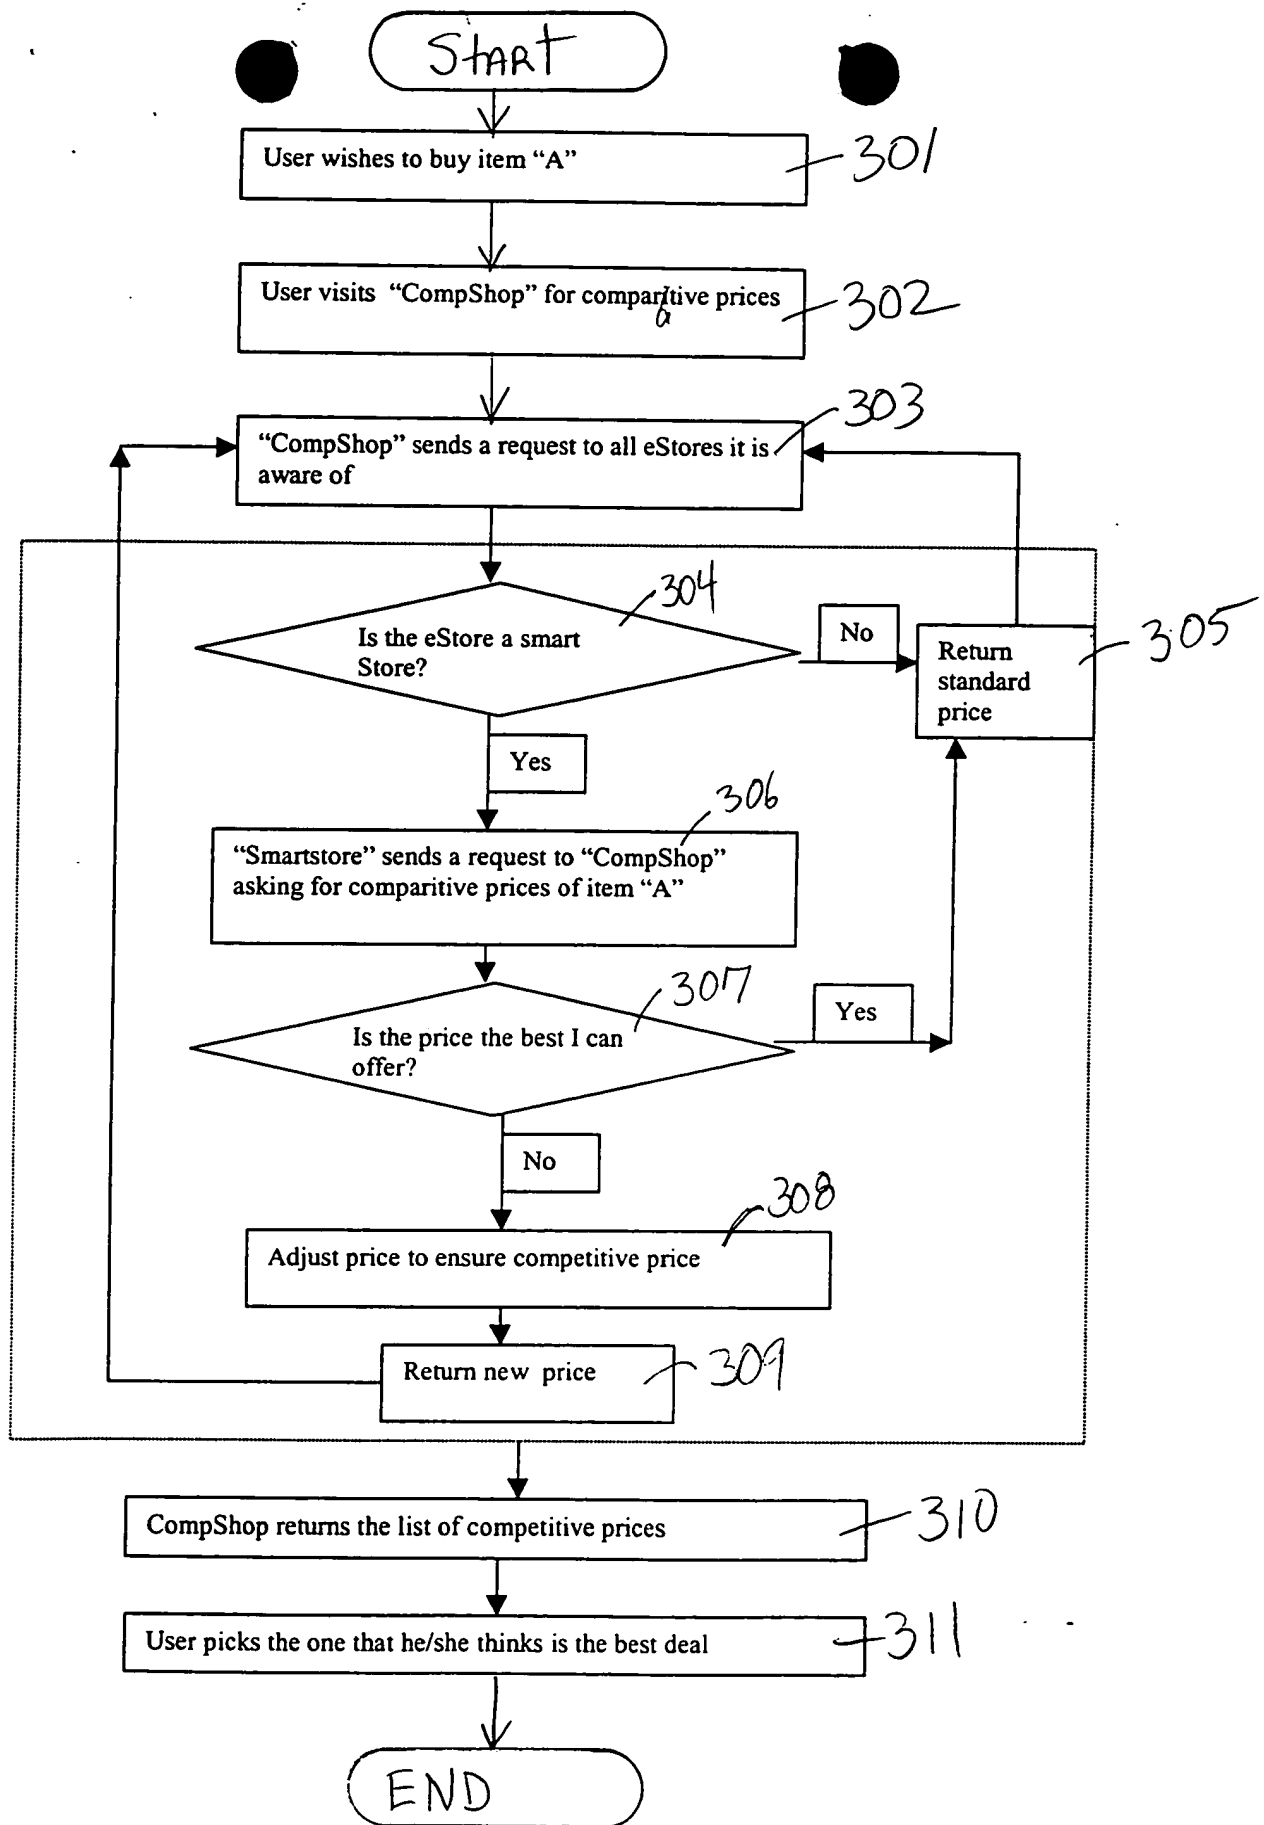 START
User wishes to buy item “A”
301
User visits “CompShop” for comparitive prices
a
302
303
“CompShop” sends a request to all eStores it is
aware of
304
Is the eStore a smart
Store?
No
Return
standard
price
305
Yes
306
“Smartstore” sends a request to “CompShop”
asking for comparitive prices of item “A”
307
Is the price the best I can
offer?
Yes
No
308
Adjust price to ensure competitive price
Return new price
309
CompShop returns the list of competitive prices
310
User picks the one that he/she thinks is the best deal
311
END